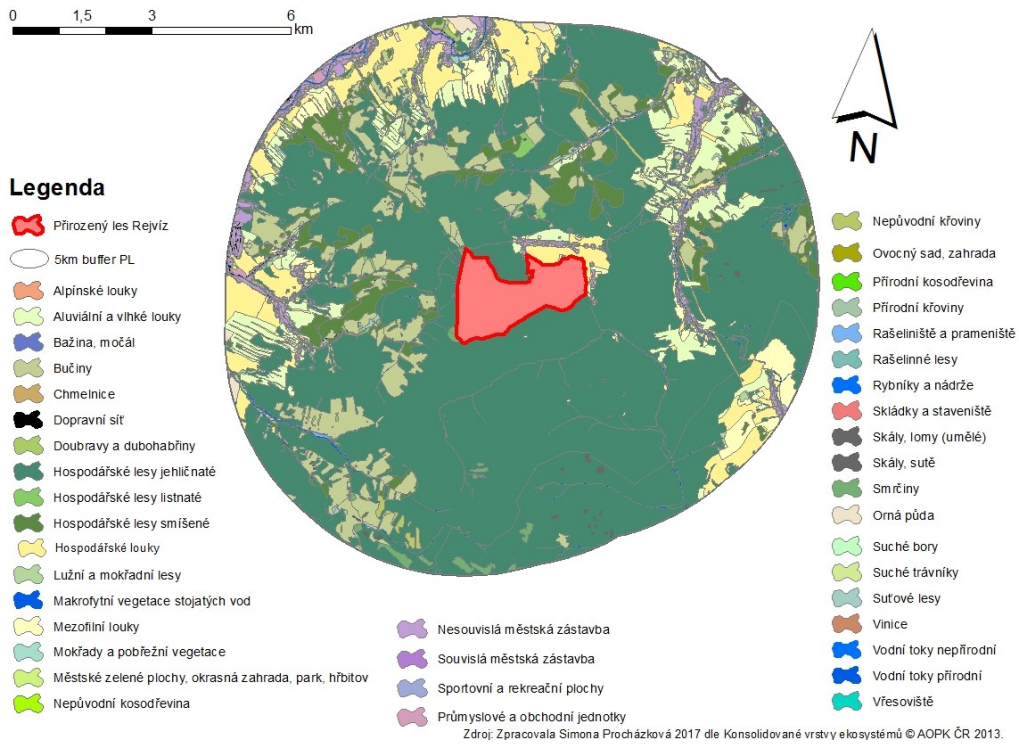 0 1,5 3 6
km
N
Legenda
Přirozený les Rejvíz
5km buffer PL
Alpínské louky
Aluviální a vlhké louky
Bažina, močál
Bučiny
Chmelnice
Dopravní síť
Doubravy a dubohabřiny
Hospodářské lesy jehličnaté
Hospodářské lesy listnaté
Hospodářské lesy smíšené
Hospodářské louky
Lužní a mokřadní lesy
Makrofytní vegetace stojatých vod
Mezofilní louky
Mokřady a pobřežní vegetace
Městské zelené plochy, okrasná zahrada, park, hřbitov
Nepůvodní kosodřevina
Nesouvislá městská zástavba
Souvislá městská zástavba
Sportovní a rekreační plochy
Průmyslové a obchodní jednotky
Nepůvodní křoviny
Ovocný sad, zahrada
Přírodní kosodřevina
Přírodní křoviny
Rašeliniště a prameniště
Rašelinné lesy
Rybníky a nádrže
Skládky a staveniště
Skály, lomy (umělé)
Skály, sutě
Smrčiny
Orná půda
Suché bory
Suché trávníky
Suťové lesy
Vinice
Vodní toky nepřírodní
Vodní toky přírodní
Vřesoviště
Zdroj: Zpracovala Simona Procházková 2017 dle Konsolidované vrstvy ekosystémů © AOPK ČR 2013.